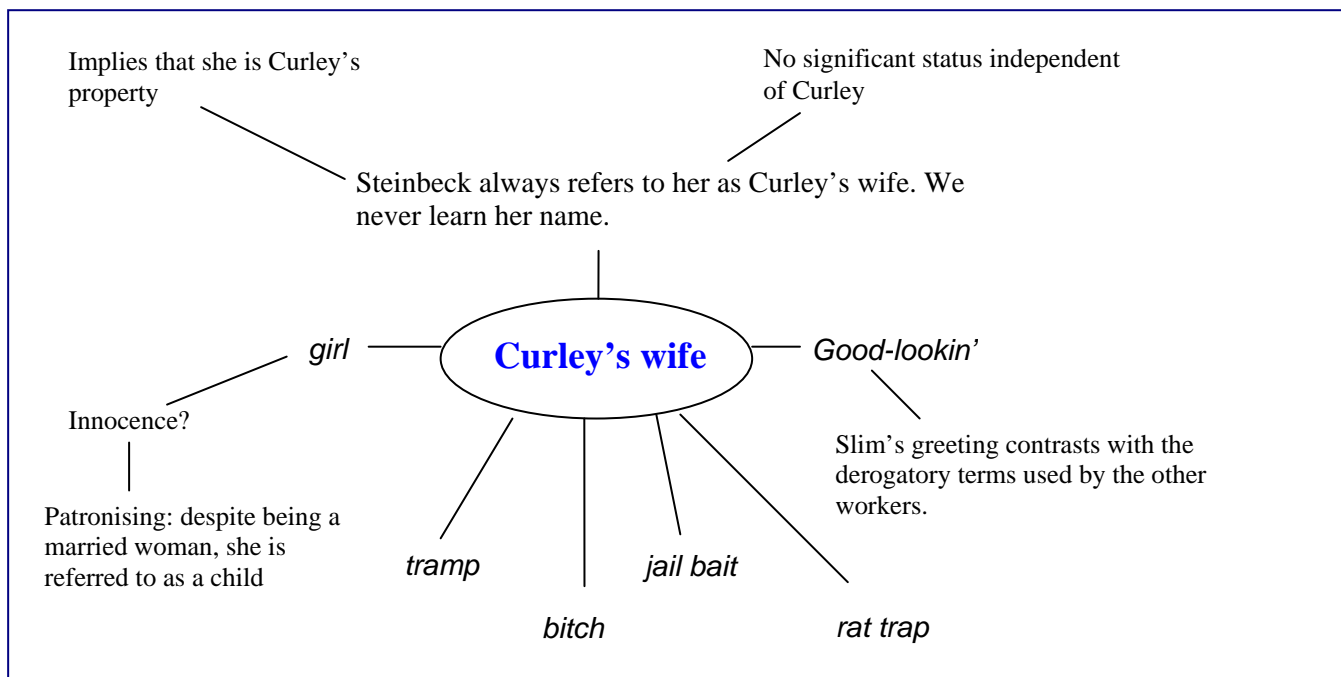 Implies that she is Curley’s
property
No significant status independent
of Curley
Steinbeck always refers to her as Curley’s wife. We
never learn her name.
girl
Curley’s wife
Good-lookin’
Innocence?
Slim’s greeting contrasts with the
derogatory terms used by the other
workers.
Patronising: despite being a
married woman, she is
referred to as a child
tramp
jail bait
bitch
rat trap